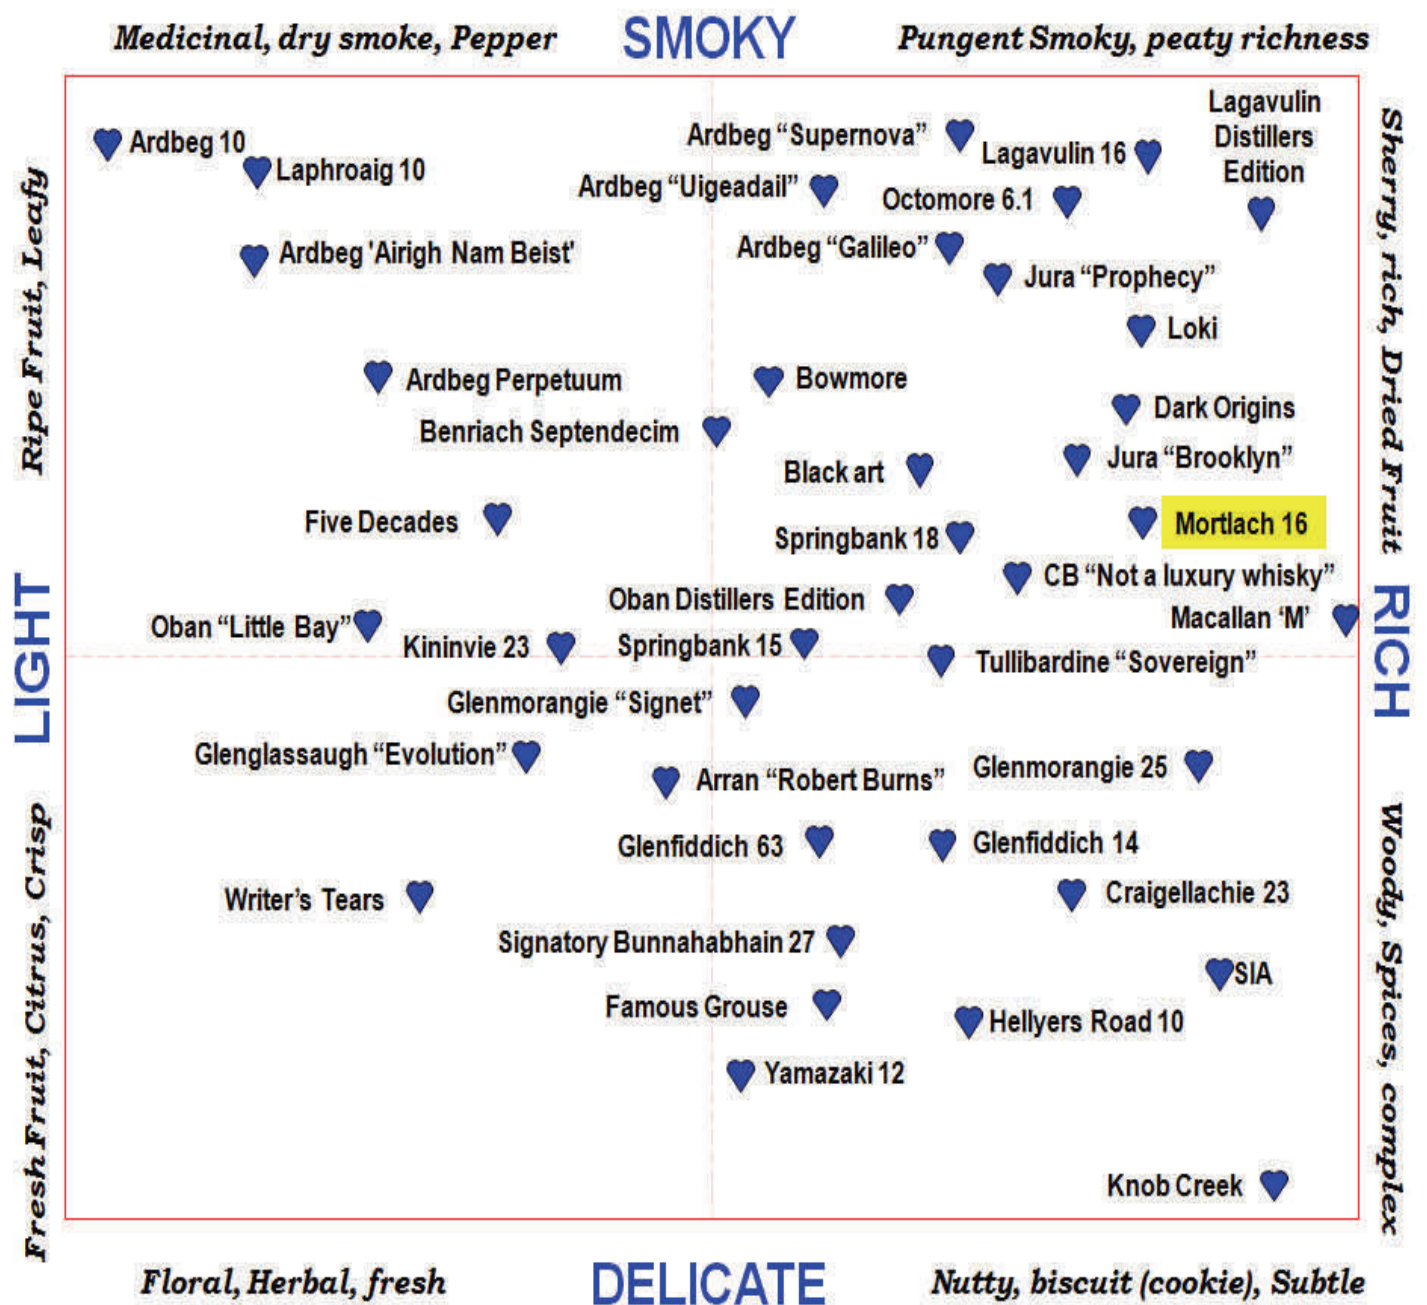 Medicinal, dry smoke, Pepper
SMOKY
Pungent Smoky, peaty richness
Ripe Fruit, Leafy
LIGHT
Fresh Fruit, Citrus, Crisp
Sherry, rich, Dried Fruit
RICH
Woody, Spices, complex
Lagavulin
Distillers
Edition
Ardbeg 10
Ardbeg “Supernova”
Lagavulin 16
Laphroaig 10
Ardbeg “Uigeadail”
Octomore 6.1
Ardbeg 'Airigh Nam Beist'
Ardbeg “Galileo”
Jura “Prophecy”
Loki
Ardbeg Perpetuum
Bowmore
Dark Origins
Benriach Septendecim
Black art
Jura “Brooklyn”
Five Decades
Springbank 18
Mortlach 16
CB “Not a luxury whisky”
Oban Distillers Edition
Macallan ‘M’
Oban “Little Bay”
Kininvie 23
Springbank 15
Tullibardine “Sovereign”
Glenmorangie “Signet”
Glenglassaugh “Evolution”
Arran “Robert Burns”
Glenmorangie 25
Glenfiddich 63
Glenfiddich 14
Writer’s Tears
Craigellachie 23
Signatory Bunnahabhain 27
SIA
Famous Grouse
Hellyers Road 10
Yamazaki 12
Knob Creek
Floral, Herbal, fresh
DELICATE
Nutty, biscuit (cookie), Subtle